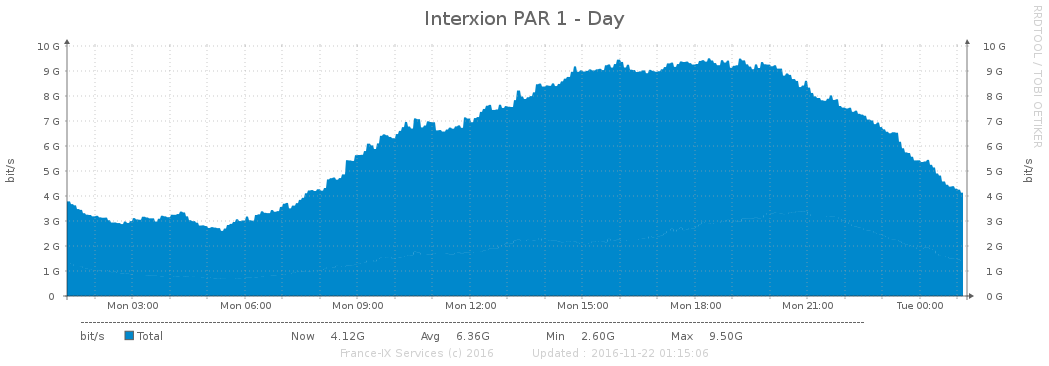 Interxion PAR 1 - Day
RRDTOOL / TOBI OETIKER
bit/s
10 G
9 G
8 G
7 G
6 G
5 G
4 G
3 G
2 G
1 G
0
10 G
9 G
8 G
7 G
6 G
5 G
4 G
3 G
2 G
1 G
0 G
bit/s
Mon 03:00 Mon 06:00 Mon 09:00 Mon 12:00 Mon 15:00 Mon 18:00 Mon 21:00 Tue 00:00
bit/s Total Now 4.12G Avg 6.36G Min 2.60G Max 9.50G
France-IX Services (c) 2016 Updated : 2016-11-22 01:15:06